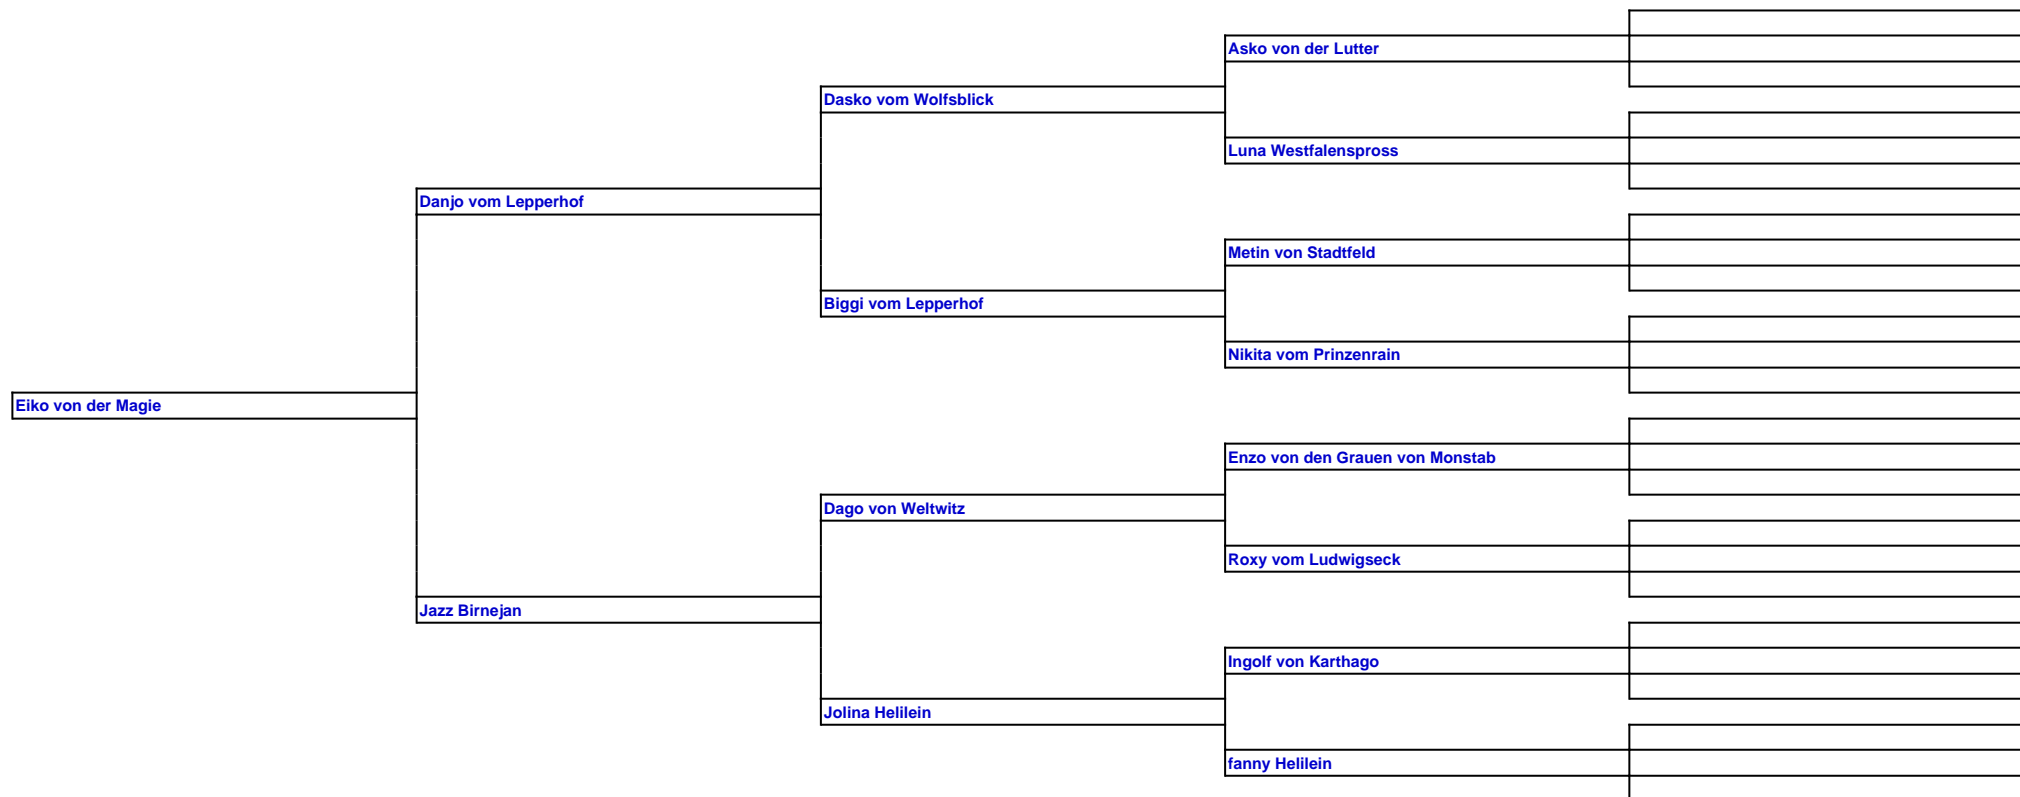 Asko von der Lutter
Dasko vom Wolfsblick
Luna Westfalenspross
Danjo vom Lepperhof
Metin von Stadtfeld
Biggi vom Lepperhof
Nikita vom Prinzenrain
Eiko von der Magie
Enzo von den Grauen von Monstab
Dago von Weltwitz
Roxy vom Ludwigseck
Jazz Birnejan
Ingolf von Karthago
Jolina Helilein
fanny Helilein